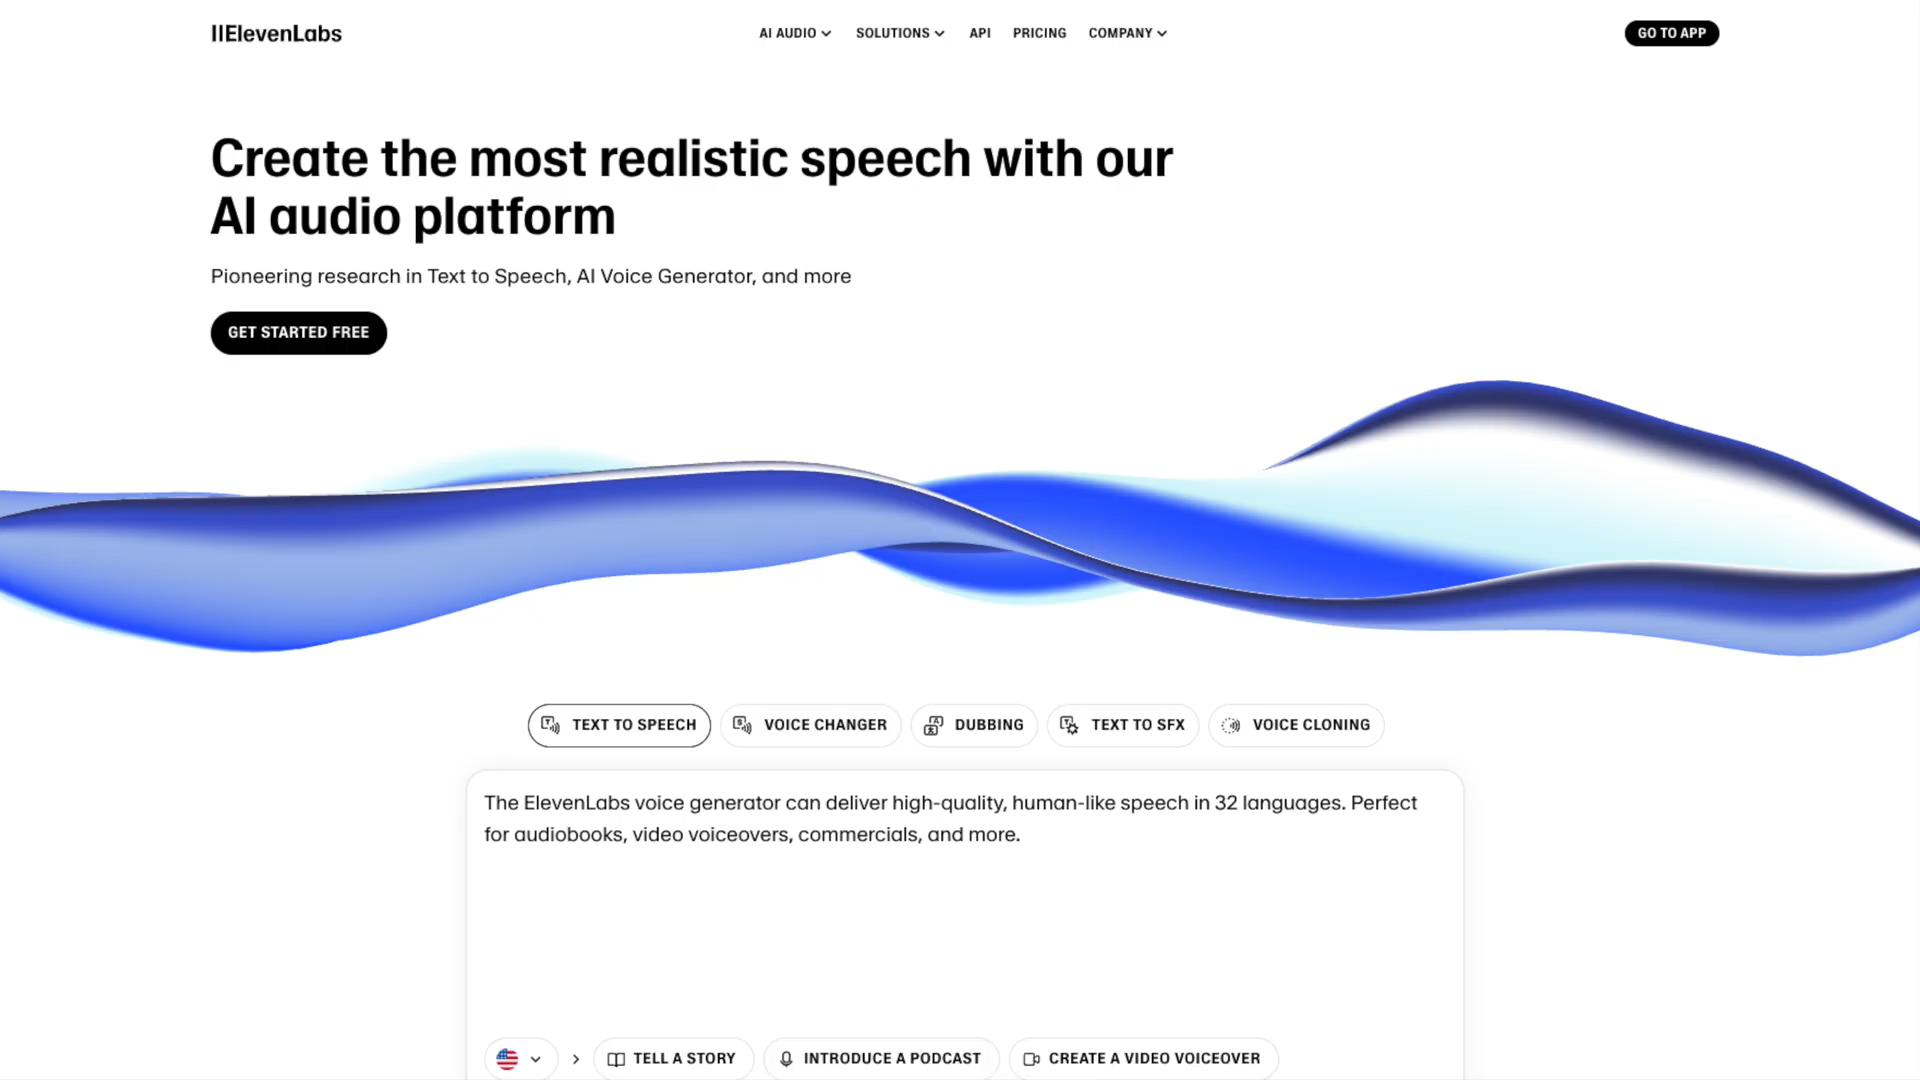 IIElevenLabs
AI AUDIO
SOLUTIONS
API
PRICING
COMPANY
GO TO APP
Create the most realistic speech with our
AI audio platform
Pioneering research in Text to Speech, AI Voice Generator, and more
GET STARTED FREE
TEXT TO SPEECH
VOICE CHANGER
DUBBING
TEXT TO SFX
VOICE CLONING
The ElevenLabs voice generator can deliver high-quality, human-like speech in 32 languages. Perfect
for audiobooks, video voiceovers, commercials, and more.
TELL A STORY
INTRODUCE A PODCAST
CREATE A VIDEO VOICEOVER